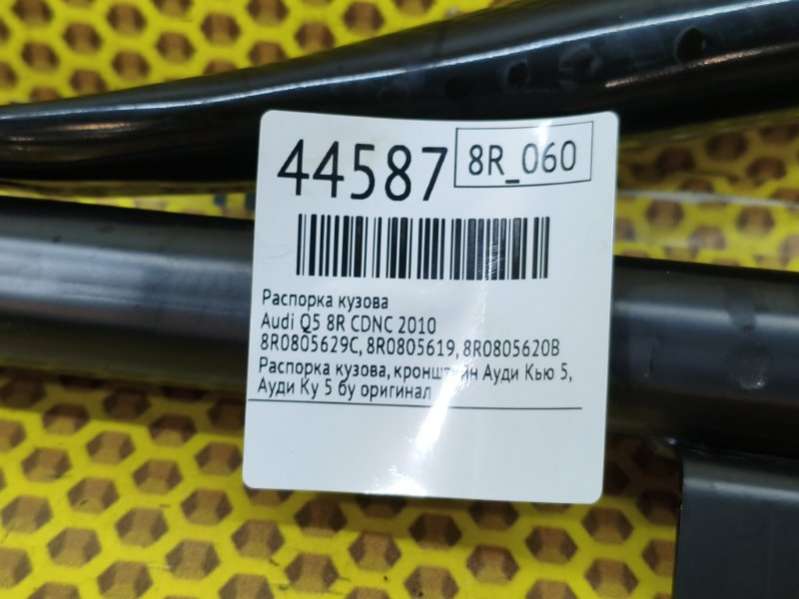 44587 8R_060
Распорка кузова
Audi Q5 8R CDNC 2010
8R0805629C, 8R0805619, 8R0805620B
Распорка кузова, кронштейн Ауди Кью 5,
Ауди Ку 5 бу оригинал